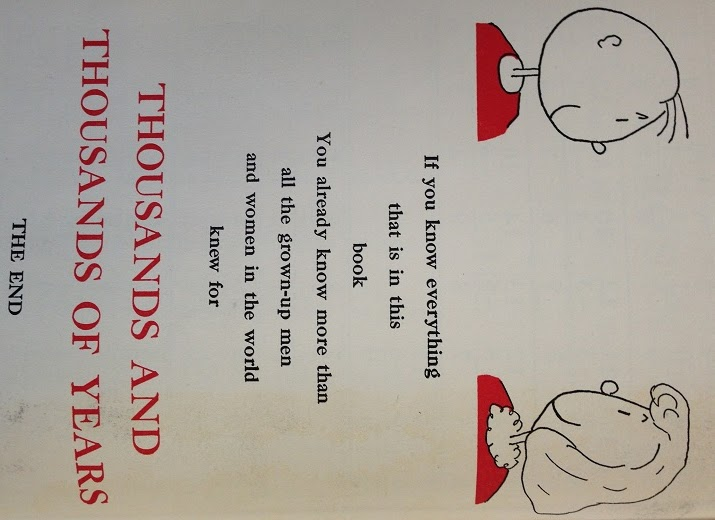 If you know everything
that is in this
book
You already know more than
all the grown-up men
and women in the world
knew for
THOUSANDS AND
THOUSANDS OF YEARS
THE END